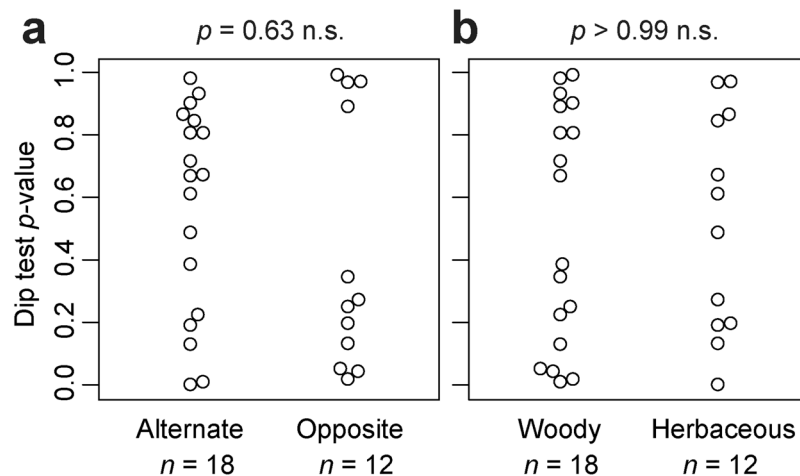 a
p = 0.63 n.s.
b
p > 0.99 n.s.
Dip test p-value
1.0
0.8
0.6
0.4
0.2
0.0
Alternate Opposite Woody Herbaceous
n = 18 n = 12 n = 18 n = 12